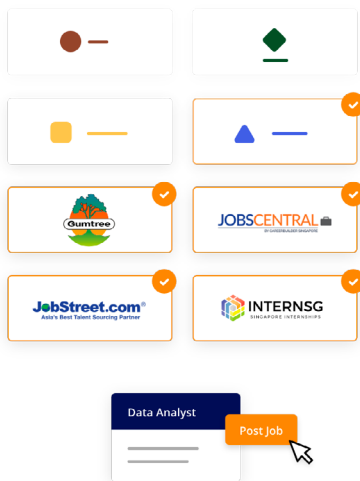 Gumtree
JOBSCENTRAL
BY CAREERBUILDER SINGAPORE
JobStreet.com®
Asia's Best Talent Sourcing Partner
INTERNSG
SINGAPORE INTERNSHIPS
Data Analyst
Post Job